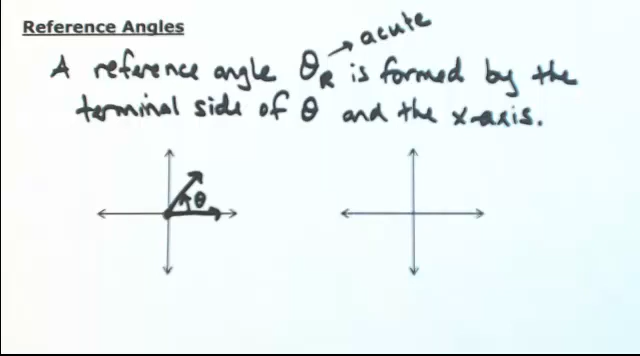 Reference Angles
acute
A reference angle θR is formed by the
terminal side of θ and the x-axis.
θ